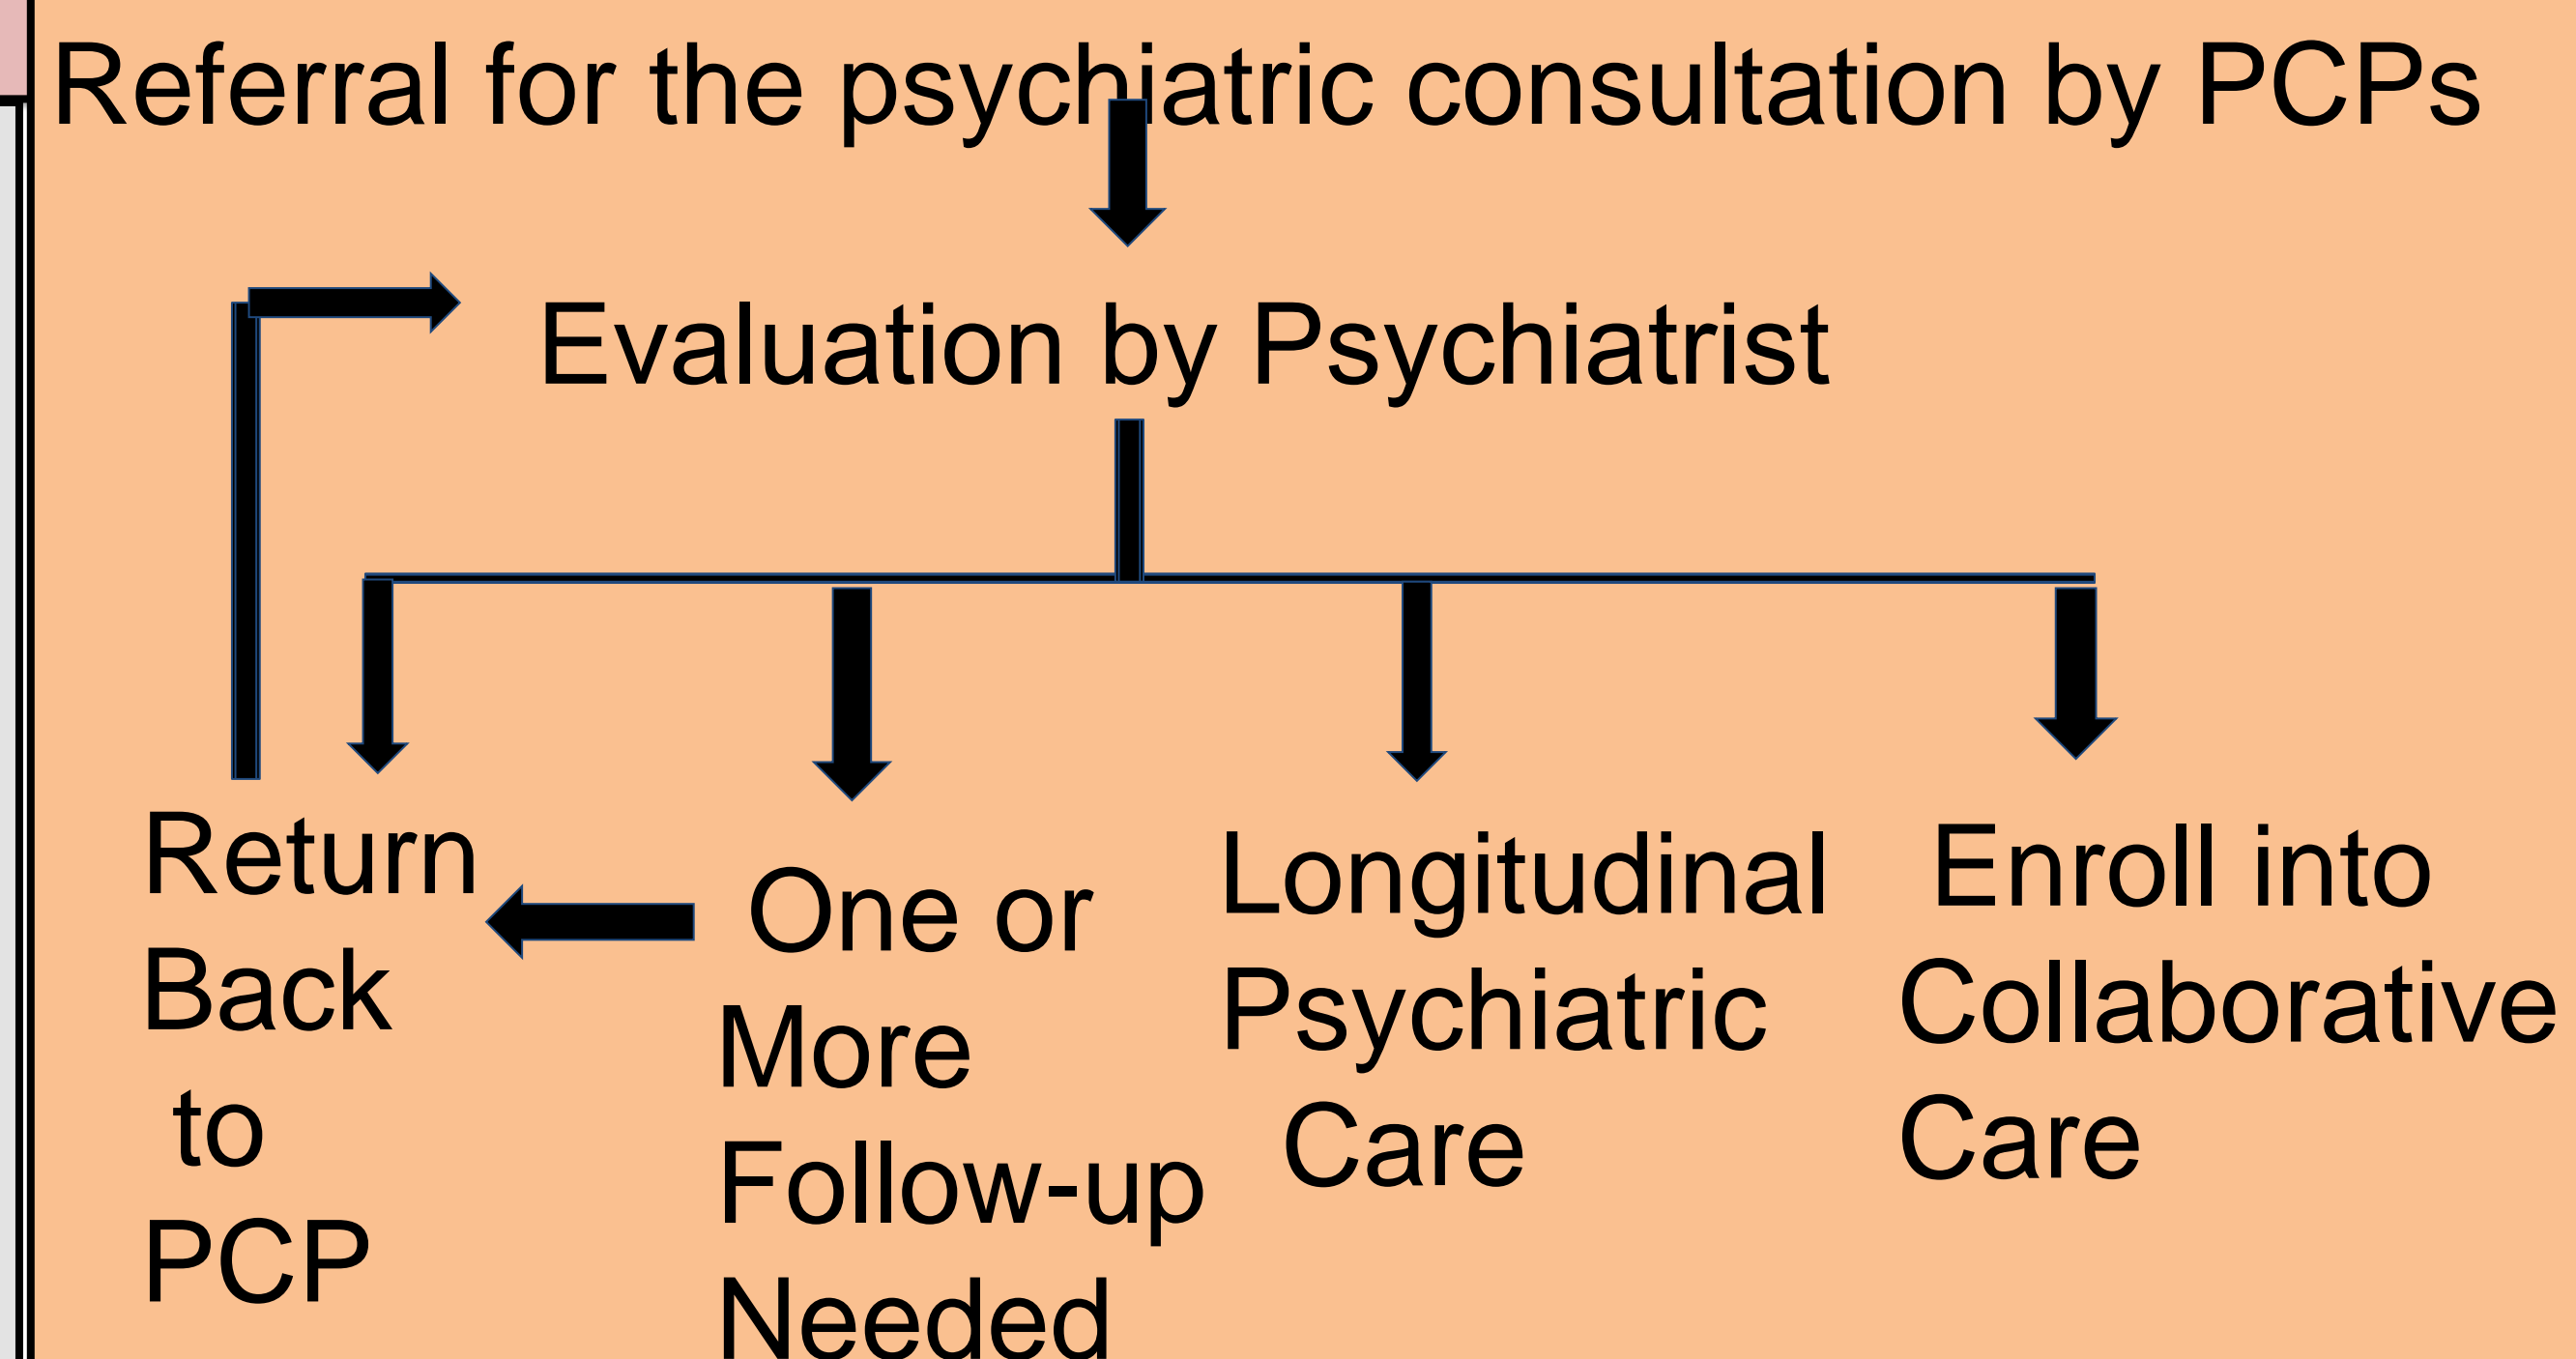 Referral for the psychiatric consultation by PCPs
Evaluation by Psychiatrist
Return
Back
to
PCP
One or
More
Follow-up
Needed
Longitudinal
Psychiatric
Care
Enroll into
Collaborative
Care